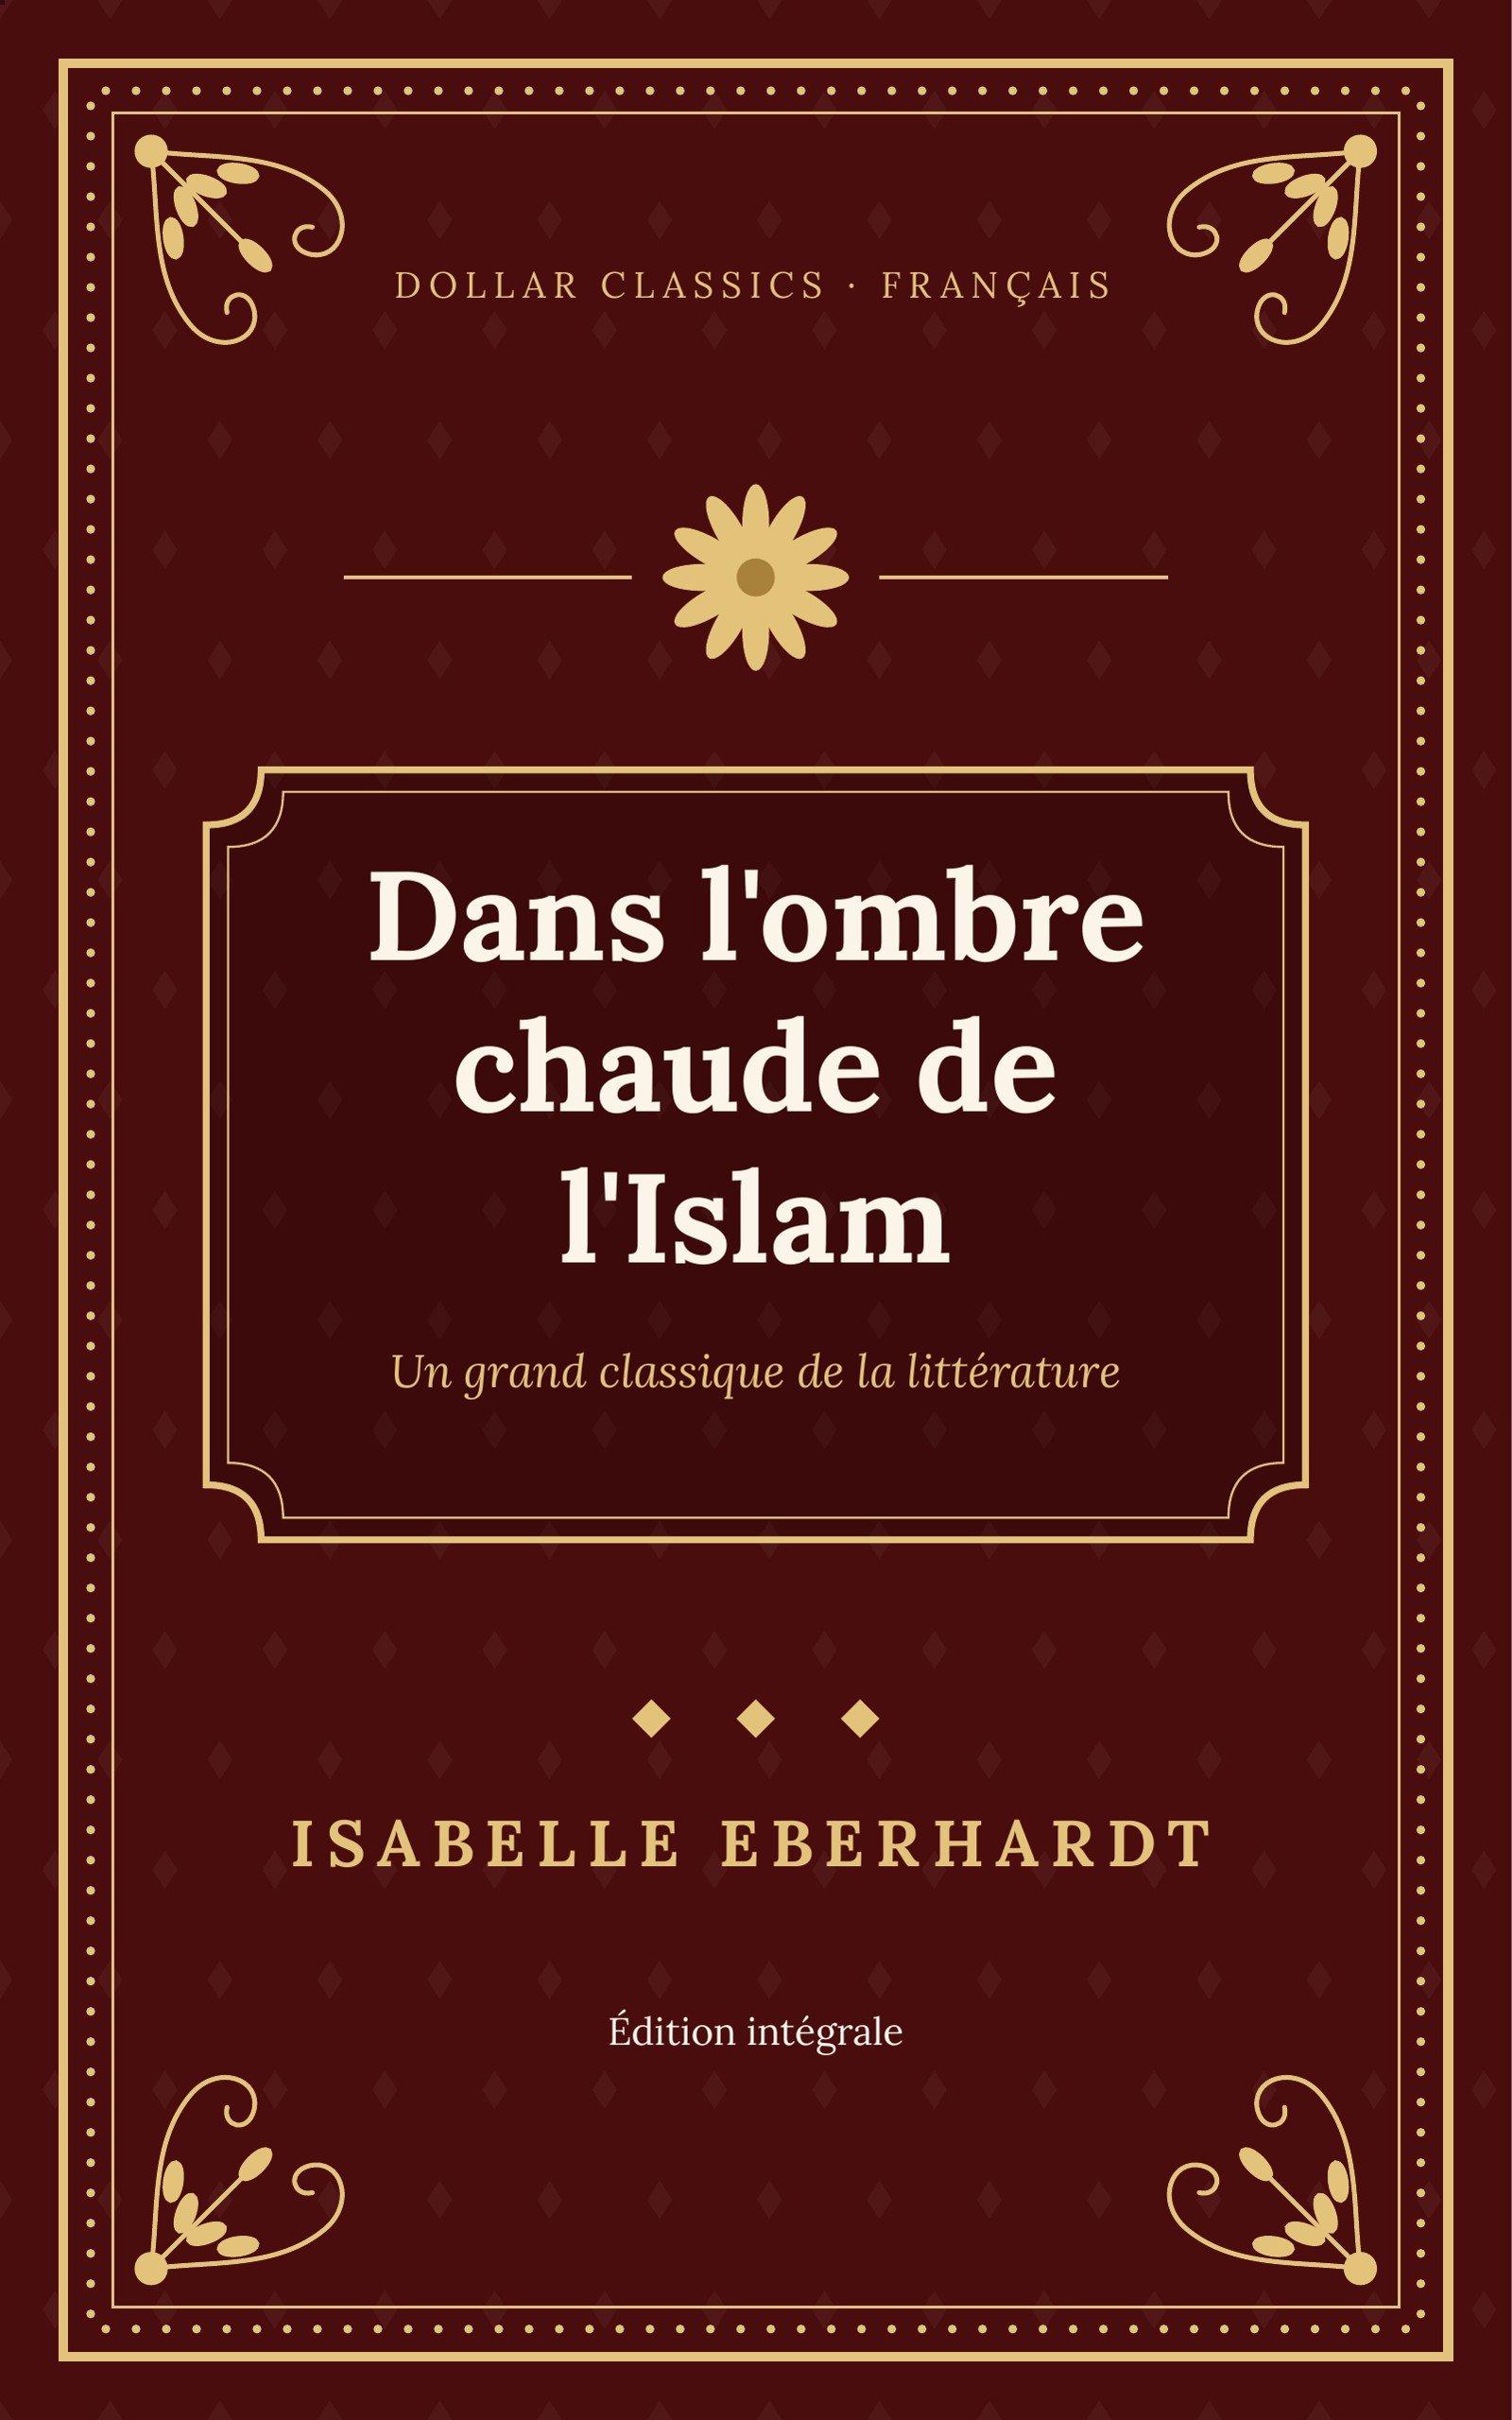 DOLLAR CLASSICS · FRANÇAIS
Dans l'ombre
chaude de
l'Islam
Un grand classique de la littérature
ISABELLE EBERHARDT
Édition intégrale